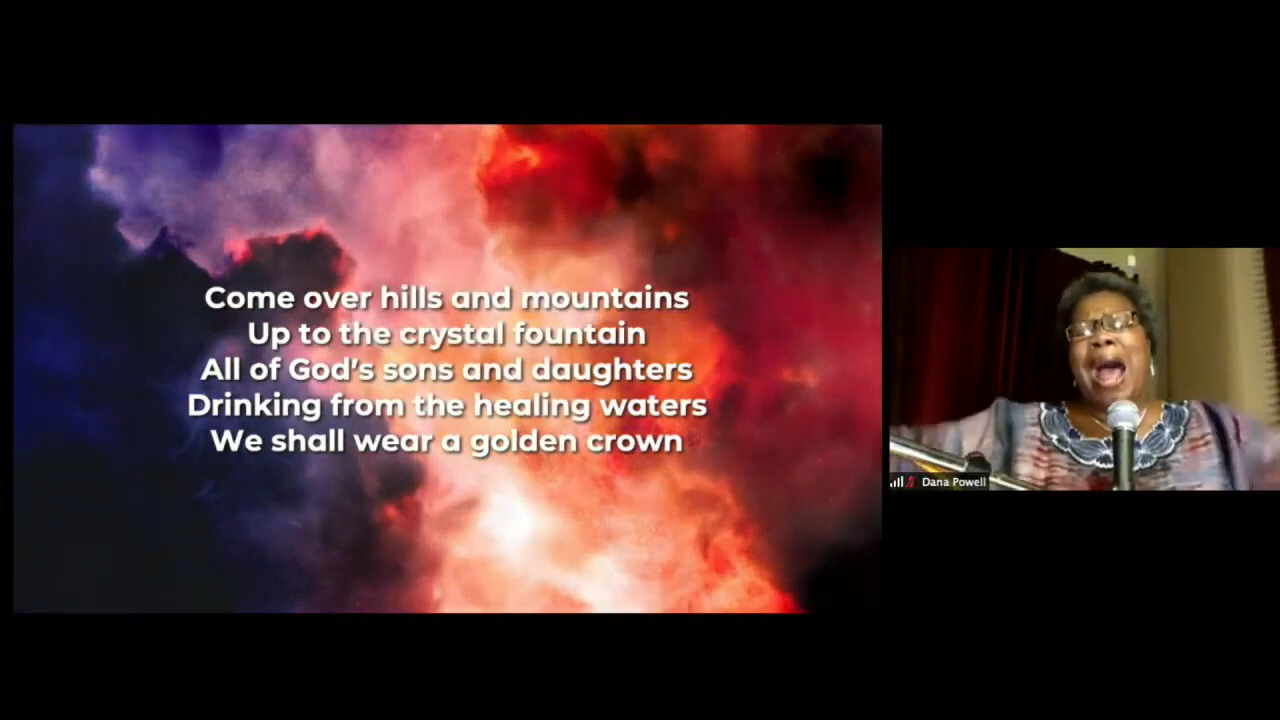 Come over hills and mountains
Up to the crystal fountain
All of God's sons and daughters
Drinking from the healing waters
We shall wear a golden crown
Dana Powell